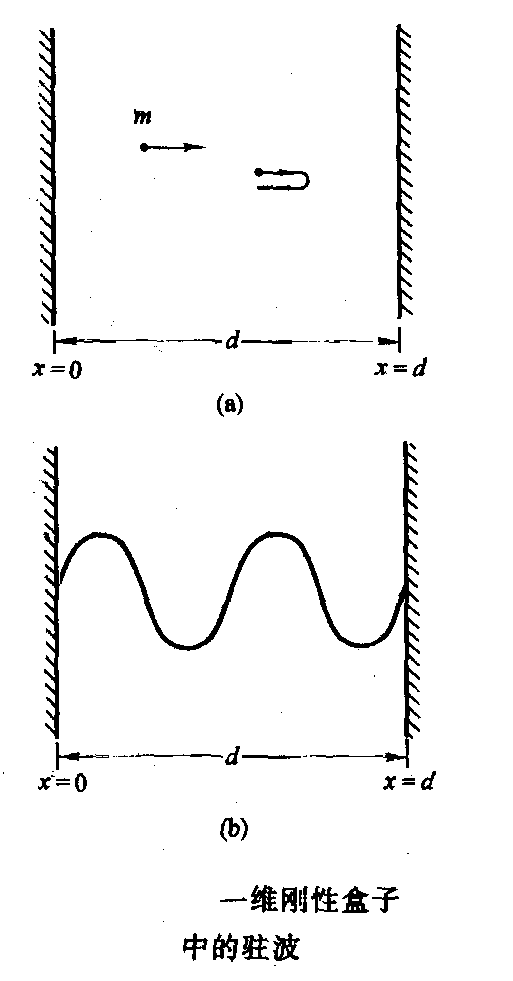 m
d
x = 0
x = d
(a)
d
x = 0
x = d
(b)
一维刚性盒子
中的驻波